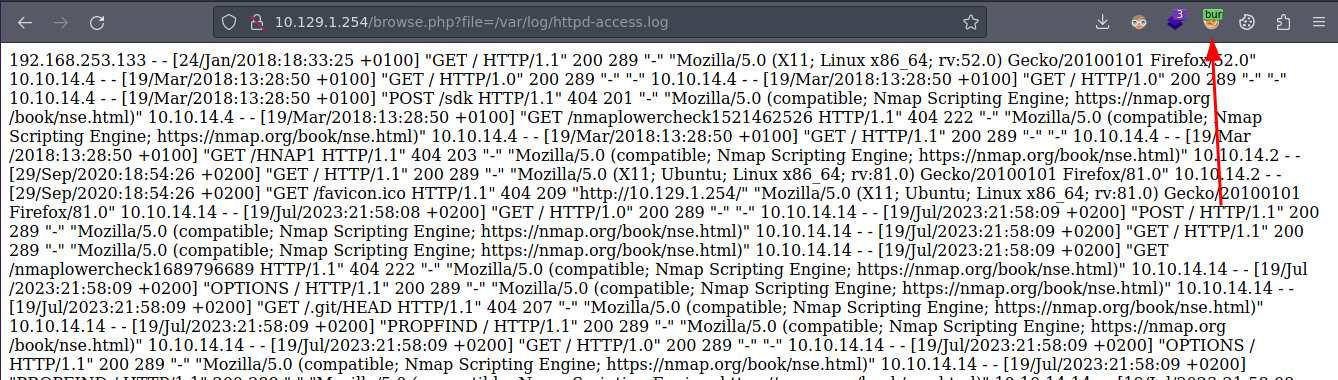 10.129.1.254/browse.php?file=/var/log/httpd-access.log
3
bur
192.168.253.133 - - [24/Jan/2018:18:33:25 +0100] "GET / HTTP/1.1" 200 289 "-" "Mozilla/5.0 (X11; Linux x86_64; rv:52.0) Gecko/20100101 Firefox/52.0"
10.10.14.4 - - [19/Mar/2018:13:28:50 +0100] "GET / HTTP/1.0" 200 289 "-" "-" 10.10.14.4 - - [19/Mar/2018:13:28:50 +0100] "GET / HTTP/1.0" 200 289 "-" "-"
10.10.14.4 - - [19/Mar/2018:13:28:50 +0100] "POST /sdk HTTP/1.1" 404 201 "-" "Mozilla/5.0 (compatible; Nmap Scripting Engine; https://nmap.org
/book/nse.html)" 10.10.14.4 - - [19/Mar/2018:13:28:50 +0100] "GET /nmaplowercheck1521462526 HTTP/1.1" 404 222 "-" "Mozilla/5.0 (compatible; Nmap
Scripting Engine; https://nmap.org/book/nse.html)" 10.10.14.4 - - [19/Mar/2018:13:28:50 +0100] "GET / HTTP/1.1" 200 289 "-" "-" 10.10.14.4 - - [19/Mar
/2018:13:28:50 +0100] "GET /HNAP1 HTTP/1.1" 404 203 "-" "Mozilla/5.0 (compatible; Nmap Scripting Engine; https://nmap.org/book/nse.html)" 10.10.14.2 - -
[29/Sep/2020:18:54:26 +0200] "GET / HTTP/1.1" 200 289 "-" "Mozilla/5.0 (X11; Ubuntu; Linux x86_64; rv:81.0) Gecko/20100101 Firefox/81.0" 10.10.14.2 - -
[29/Sep/2020:18:54:26 +0200] "GET /favicon.ico HTTP/1.1" 404 209 "http://10.129.1.254/" "Mozilla/5.0 (X11; Ubuntu; Linux x86_64; rv:81.0) Gecko/20100101
Firefox/81.0" 10.10.14.14 - - [19/Jul/2023:21:58:08 +0200] "GET / HTTP/1.0" 200 289 "-" "-" 10.10.14.14 - - [19/Jul/2023:21:58:09 +0200] "POST / HTTP/1.1" 200
289 "-" "Mozilla/5.0 (compatible; Nmap Scripting Engine; https://nmap.org/book/nse.html)" 10.10.14.14 - - [19/Jul/2023:21:58:09 +0200] "GET / HTTP/1.1" 200
289 "-" "Mozilla/5.0 (compatible; Nmap Scripting Engine; https://nmap.org/book/nse.html)" 10.10.14.14 - - [19/Jul/2023:21:58:09 +0200] "GET
/nmaplowercheck1689796689 HTTP/1.1" 404 222 "-" "Mozilla/5.0 (compatible; Nmap Scripting Engine; https://nmap.org/book/nse.html)" 10.10.14.14 - - [19/Jul
/2023:21:58:09 +0200] "OPTIONS / HTTP/1.1" 200 289 "-" "Mozilla/5.0 (compatible; Nmap Scripting Engine; https://nmap.org/book/nse.html)" 10.10.14.14 - -
[19/Jul/2023:21:58:09 +0200] "GET /.git/HEAD HTTP/1.1" 404 207 "-" "Mozilla/5.0 (compatible; Nmap Scripting Engine; https://nmap.org/book/nse.html)"
10.10.14.14 - - [19/Jul/2023:21:58:09 +0200] "PROPFIND / HTTP/1.1" 200 289 "-" "Mozilla/5.0 (compatible; Nmap Scripting Engine; https://nmap.org
/book/nse.html)" 10.10.14.14 - - [19/Jul/2023:21:58:09 +0200] "GET / HTTP/1.0" 200 289 "-" "-" 10.10.14.14 - - [19/Jul/2023:21:58:09 +0200] "OPTIONS /
HTTP/1.1" 200 289 "-" "Mozilla/5.0 (compatible; Nmap Scripting Engine; https://nmap.org/book/nse.html)" 10.10.14.14 - - [19/Jul/2023:21:58:09 +0200]